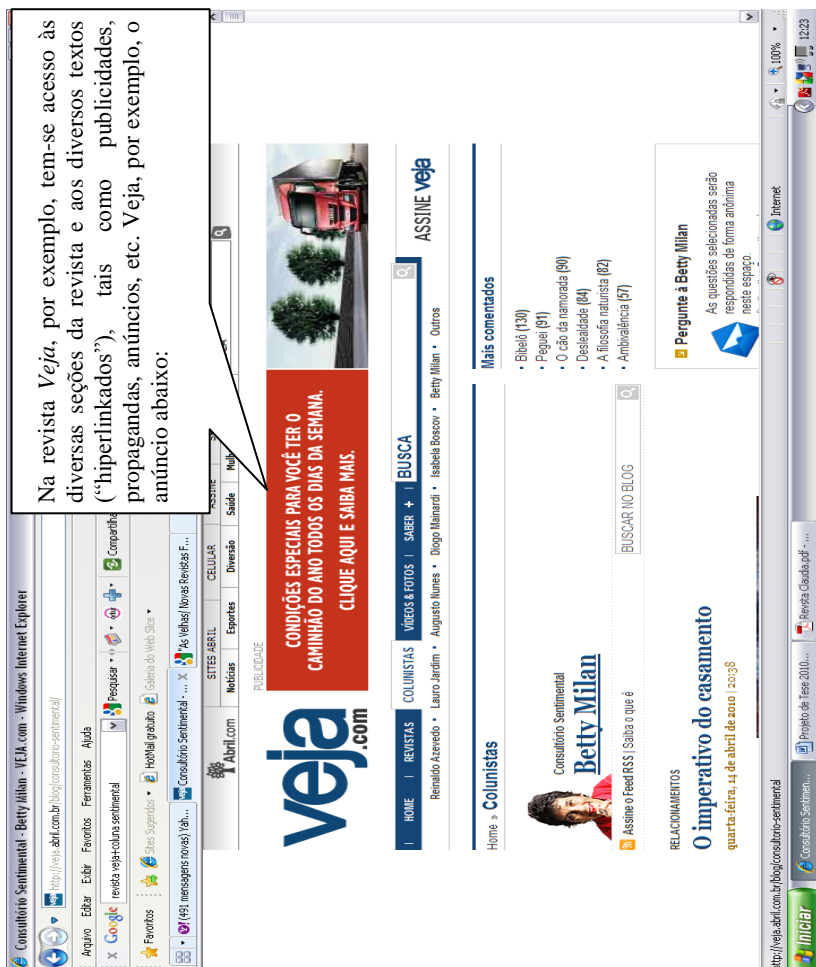 Na revista Veja, por exemplo, tem-se acesso às
diversas seções da revista e aos diversos textos
(“hiperlinkados”), tais como publicidades,
propagandas, anúncios, etc. Veja, por exemplo, o
anúncio abaixo:
Consultório Sentimental - Betty Milan - VEJA.com - Windows Internet Explorer
http://veja.abril.com.br/blog/consultorio-sentimental/
Arquivo Editar Exibir Favoritos Ferramentas Ajuda
x Google revista veja+coluna sentimental Pesquisar Compartilha
Favoritos Sites Sugeridos HotMail gratuito Galeria do Web Slice
(491 mensagens novas) Yah... Consultório Sentimental - ... X "As Velhas/ Novas Revistas F...
Abril.com SITES ABRIL CELULAR ASSINE
Notícias Esportes Diversão Saúde
PUBLICIDADE
veja.com
CONDIÇÕES ESPECIAIS PARA VOCÊ TER O
CAMINHÃO DO ANO TODOS OS DIAS DA SEMANA.
CLIQUE AQUI E SAIBA MAIS.
| HOME | REVISTAS COLUNISTAS VÍDEOS & FOTOS | SABER + | BUSCA
ASSINE veja
Reinaldo Azevedo • Lauro Jardim • Augusto Nunes • Diogo Mainardi • Isabela Boscov • Betty Milan • Outros
Home » Colunistas
Consultório Sentimental
Betty Milan
Assine o Feed RSS | Saiba o que é
BUSCAR NO BLOG
RELACIONAMENTOS
O imperativo do casamento
quarta-feira, 14 de abril de 2010 | 20:38
Mais comentados
• Bibelô (130)
• Peguei (91)
• O cão da namorada (90)
• Deslealdade (84)
• A filosofia naturista (82)
• Ambivalência (57)
Pergunte à Betty Milan
As questões selecionadas serão
respondidas de forma anônima
neste espaço.
ttp://veja.abril.com.br/blog/consultorio-sentimental Internet 100%
Iniciar Consultório Sentimen... Projeto de Tese 2010... Revsta Claudia.pdf - ... 12:23